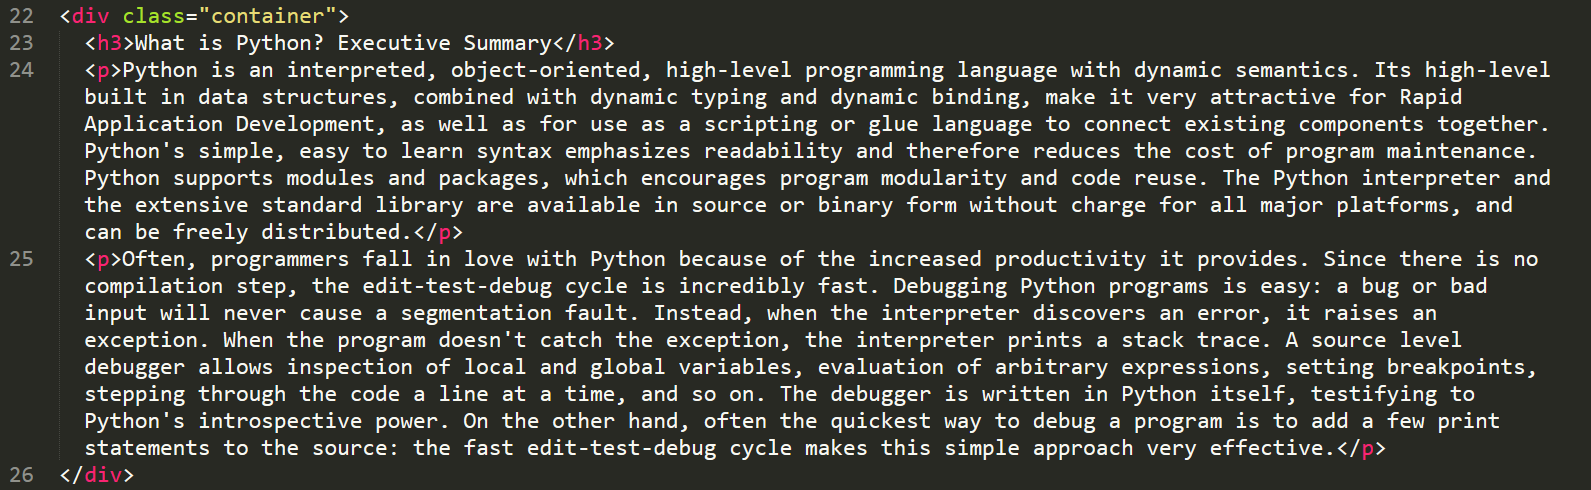 22 <div class="container">
23 <h3>What is Python? Executive Summary</h3>
24 <p>Python is an interpreted, object-oriented, high-level programming language with dynamic semantics. Its high-level
built in data structures, combined with dynamic typing and dynamic binding, make it very attractive for Rapid
Application Development, as well as for use as a scripting or glue language to connect existing components together.
Python's simple, easy to learn syntax emphasizes readability and therefore reduces the cost of program maintenance.
Python supports modules and packages, which encourages program modularity and code reuse. The Python interpreter and
the extensive standard library are available in source or binary form without charge for all major platforms, and
can be freely distributed.</p>
25 <p>Often, programmers fall in love with Python because of the increased productivity it provides. Since there is no
compilation step, the edit-test-debug cycle is incredibly fast. Debugging Python programs is easy: a bug or bad
input will never cause a segmentation fault. Instead, when the interpreter discovers an error, it raises an
exception. When the program doesn't catch the exception, the interpreter prints a stack trace. A source level
debugger allows inspection of local and global variables, evaluation of arbitrary expressions, setting breakpoints,
stepping through the code a line at a time, and so on. The debugger is written in Python itself, testifying to
Python's introspective power. On the other hand, often the quickest way to debug a program is to add a few print
statements to the source: the fast edit-test-debug cycle makes this simple approach very effective.</p>
26 </div>